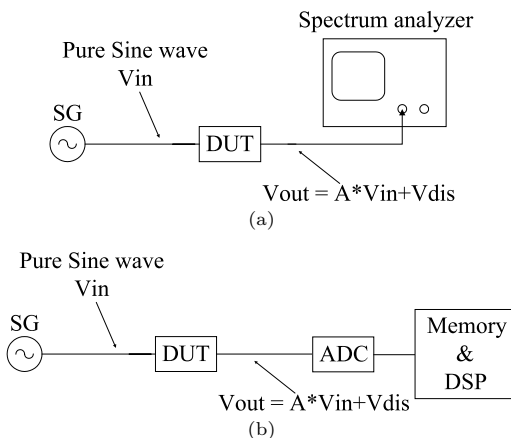 Spectrum analyzer
Pure Sine wave
Vin
SG
DUT
Vout = A*Vin+Vdis
(a)
Pure Sine wave
Vin
SG
DUT
ADC
Memory
&
DSP
Vout = A*Vin+Vdis
(b)